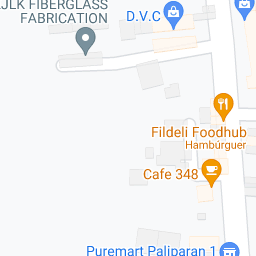 JLK FIBERGLASS
FABRICATION
D.V.C
Fildeli Foodhub
Hambúrguer
Cafe 348
Puremart Paliparan 1